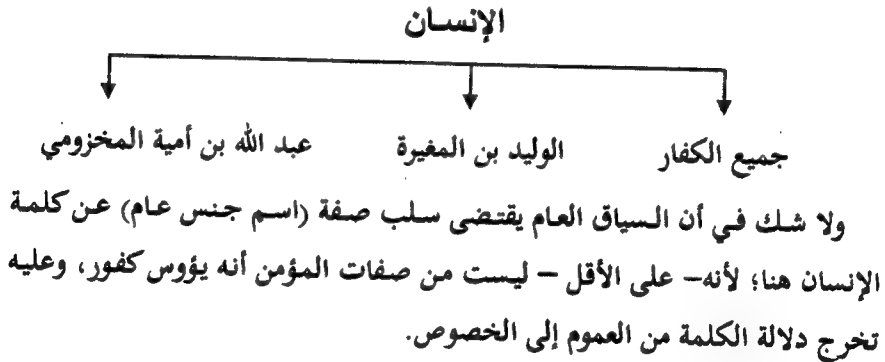 الإنسان
جميع الكفار الوليد بن المغيرة عبد الله بن أمية المخزومي
ولا شك في أن السياق العام يقتضى سلب صفة (اسم جنس عام) عن كلمة
الإنسان هنا؛ لأنه– على الأقل – ليست من صفات المؤمن أنه يؤوس كفور، وعليه
تخرج دلالة الكلمة من العموم إلى الخصوص.